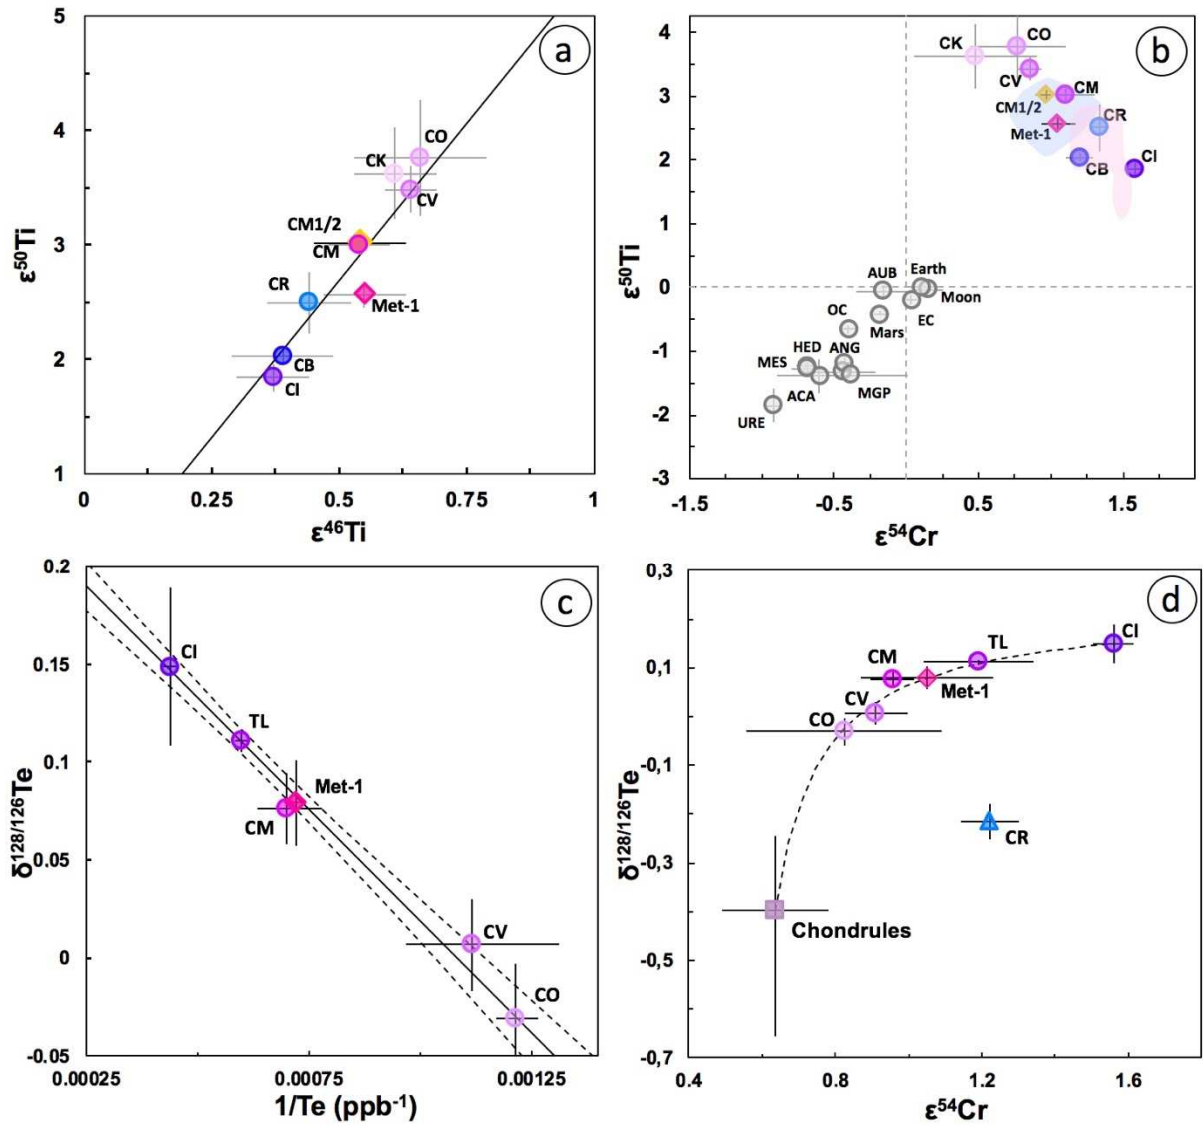 a
5
4
3
2
1
ε⁵⁰Ti
CO
CK
CV
CM1/2
CM
CR
Met-1
CB
CI
0
0.25
0.5
0.75
1
ε⁴⁶Ti
b
4
3
2
1
0
-1
-2
-3
ε⁵⁰Ti
CK
CO
CV
CM
CM1/2
CR
Met-1
CI
CB
AUB
Earth
Moon
EC
OC
Mars
HED
ANG
MES
ACA
MGP
URE
-1.5
-0.5
0.5
1.5
ε⁵⁴Cr
c
0.2
0.15
0.1
0.05
0
-0.05
δ¹²⁸/¹²⁶Te
CI
TL
Met-1
CM
CV
CO
0.00025
0.00075
0.00125
1/Te (ppb⁻¹)
d
0,3
0,1
-0,1
-0,3
-0,5
-0,7
δ¹²⁸/¹²⁶Te
CI
TL
CM
Met-1
CV
CO
CR
Chondrules
0.4
0.8
1.2
1.6
ε⁵⁴Cr